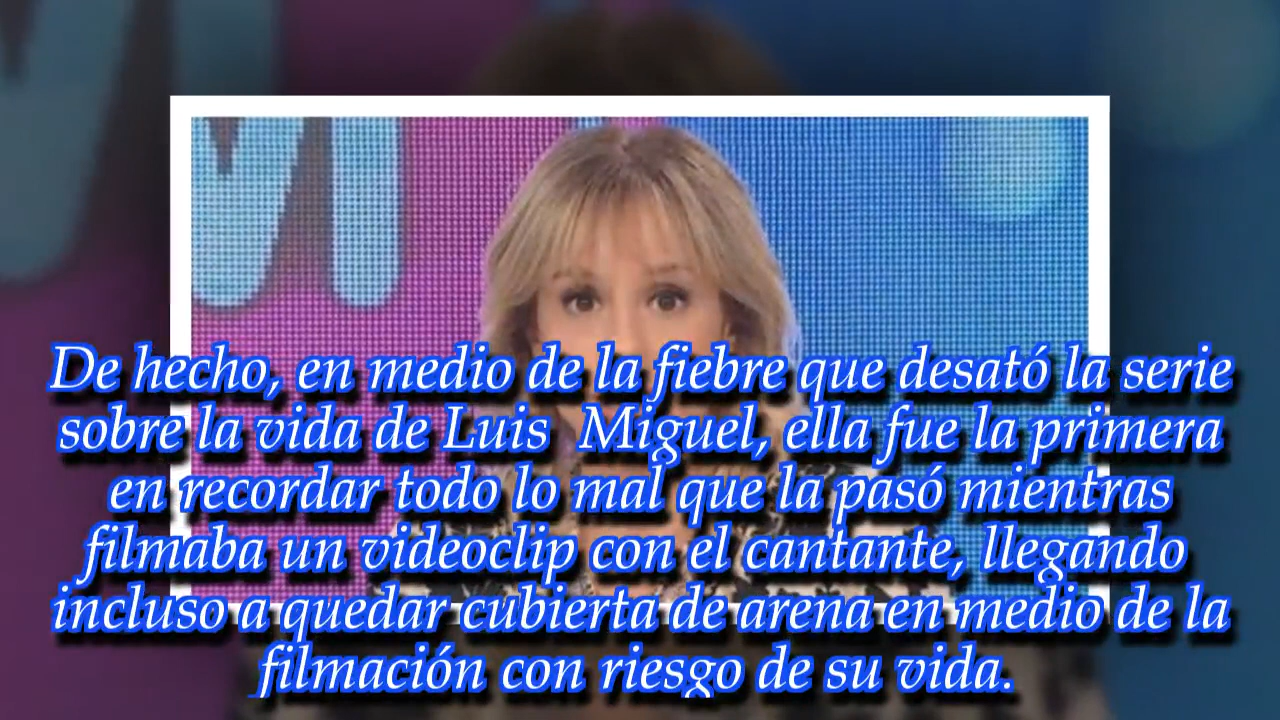 De hecho, en medio de la fiebre que desató la serie
sobre la vida de Luis Miguel, ella fue la primera
en recordar todo lo mal que la pasó mientras
filmaba un videoclip con el cantante, llegando
incluso a quedar cubierta de arena en medio de la
filmación con riesgo de su vida.